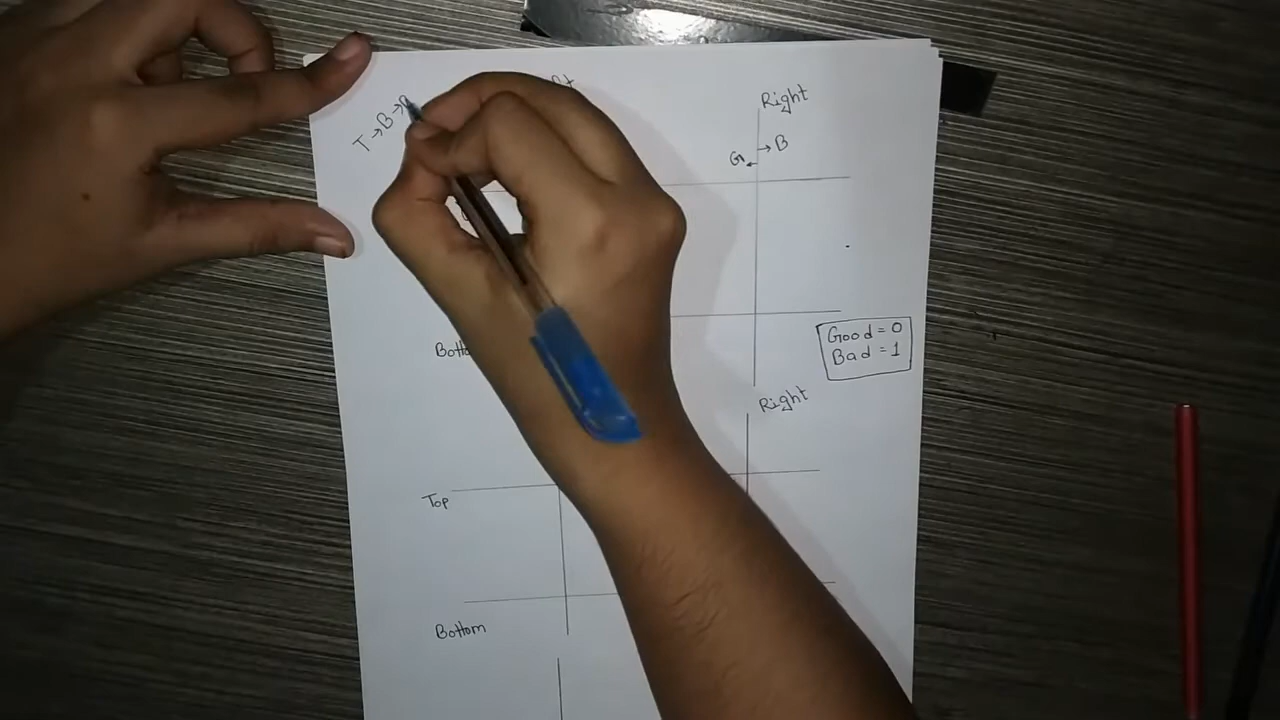 T→B→R
Right
G ← → B
Good = 0
Bad = 1
Right
Top
Bottom